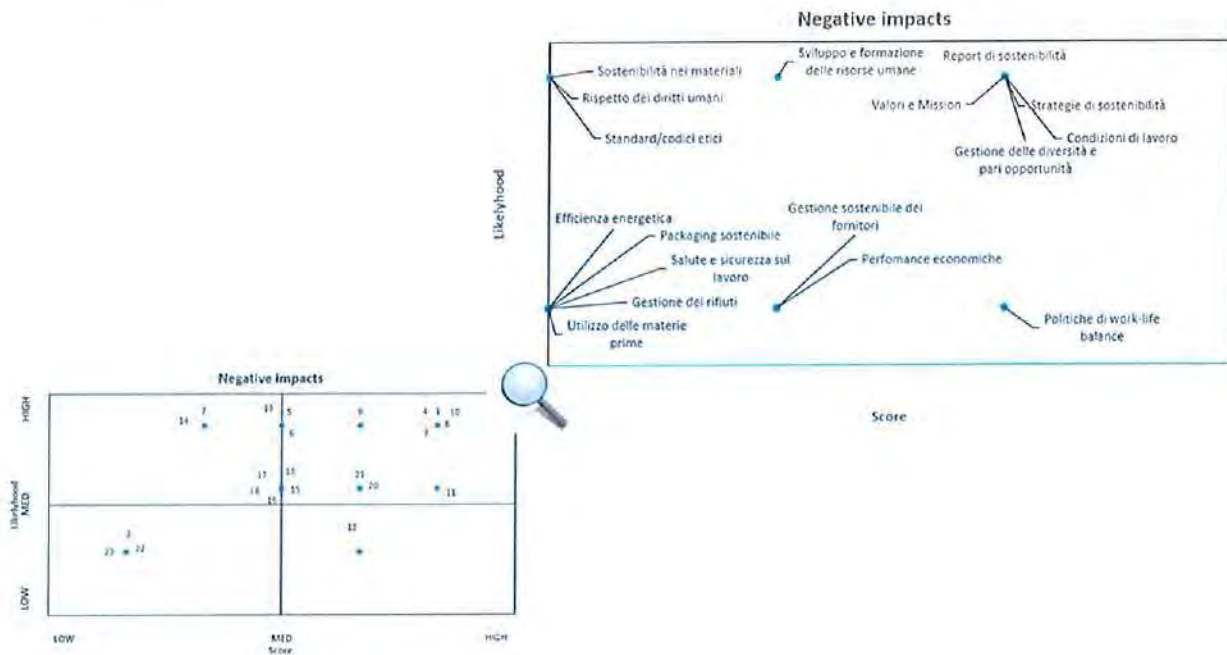 Negative impacts
Sostenibilità nei materiali
Rispetto dei diritti umani
Standard/codici etici
Sviluppo e formazione
delle risorse umane
Report di sostenibilità
Valori e Mission
Strategie di sostenibilità
Condizioni di lavoro
Gestione delle diversità e
pari opportunità
Likelyhood
Efficienza energetica
Packaging sostenibile
Salute e sicurezza sul
lavoro
Gestione dei rifiuti
Utilizzo delle materie
prime
Gestione sostenibile dei
fornitori
Perfomance economiche
Politiche di work-life
balance
Score
Negative impacts
HIGH
Likelyhood
MED
LOW
7
14
5
6
9
4 1 10
8
17
15
21
20
11
12
22
LOW
MED
HIGH
Score